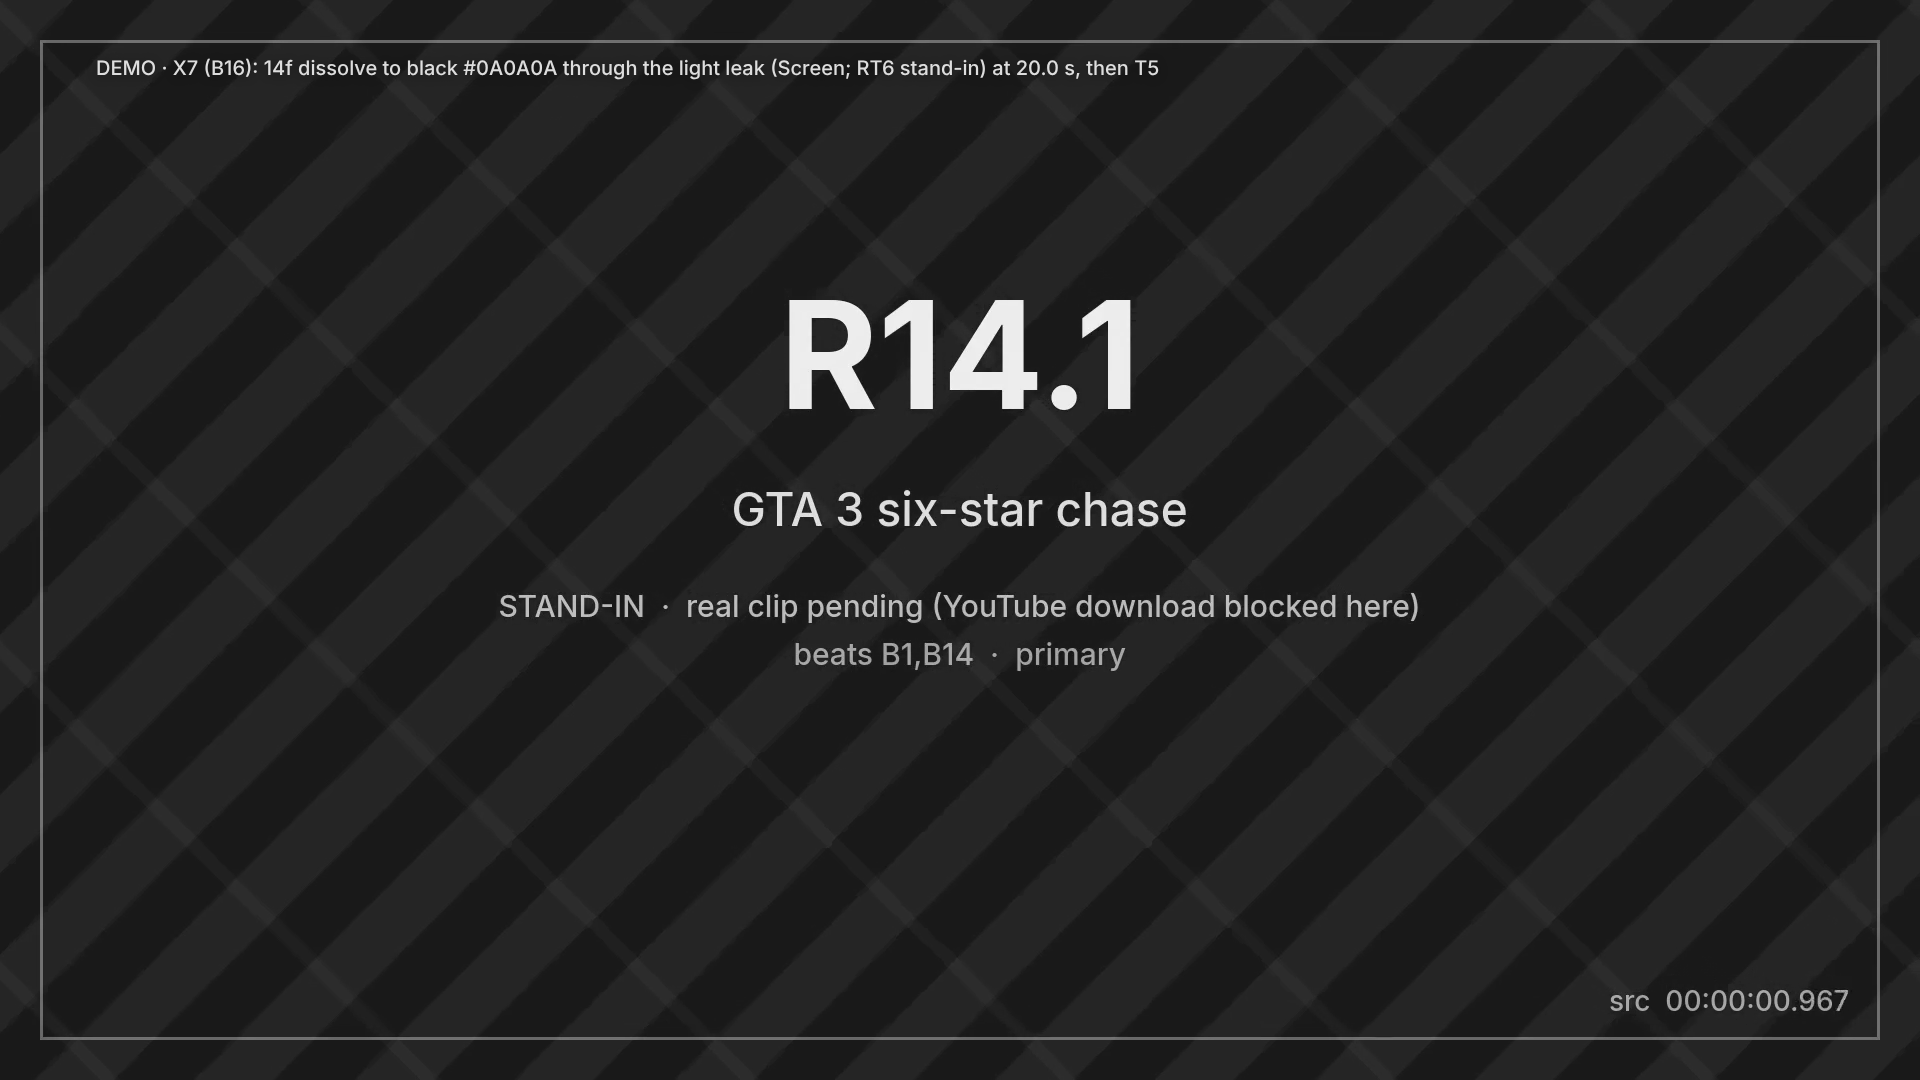 DEMO · X7 (B16): 14f dissolve to black #0A0A0A through the light leak (Screen; RT6 stand-in) at 20.0 s, then T5
R14.1
GTA 3 six-star chase
STAND-IN · real clip pending (YouTube download blocked here)
beats B1,B14 · primary
src 00:00:00.967